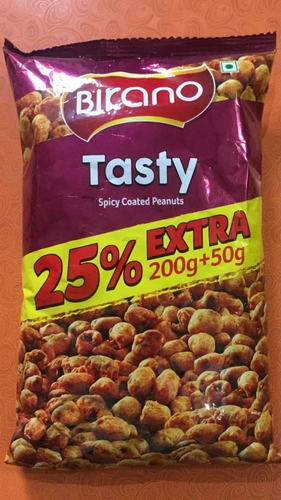 Bikano
Tasty
Spicy Coated Peanuts
25% EXTRA
200g+50g